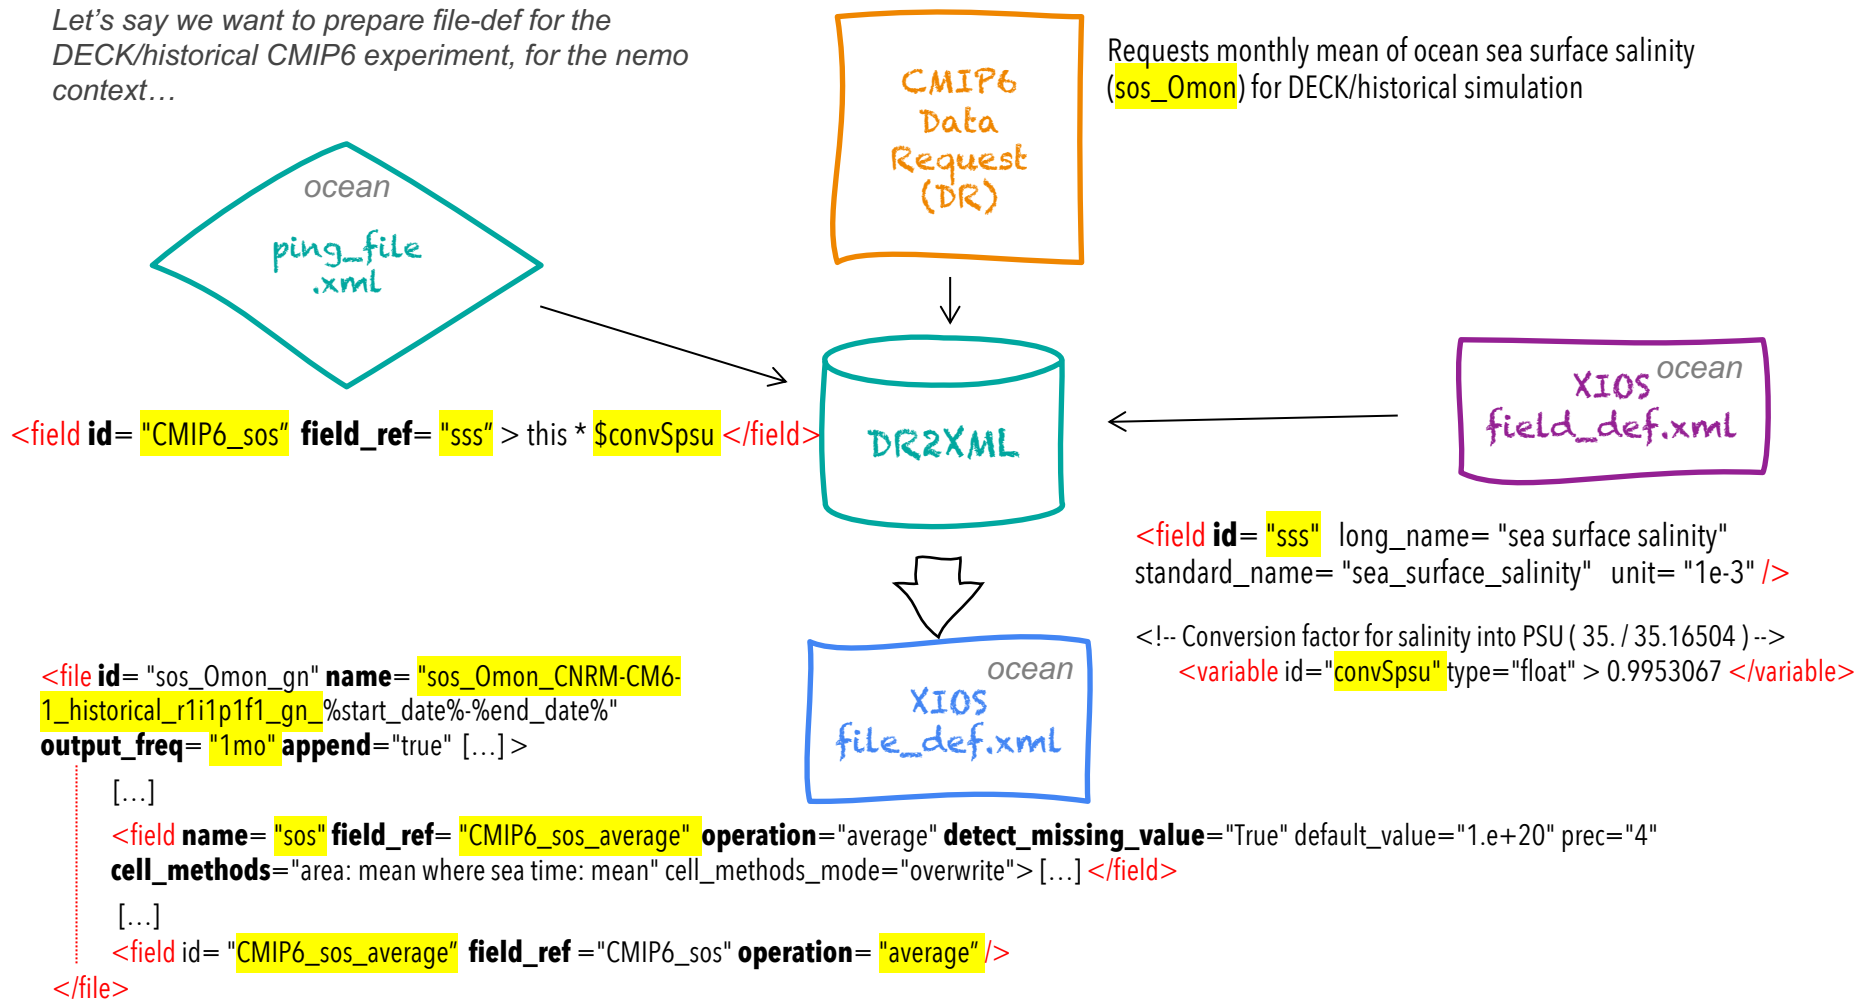 Let's say we want to prepare file-def for the
DECK/historical CMIP6 experiment, for the nemo
context…
CMIP6
Data
Request
(DR)
Requests monthly mean of ocean sea surface salinity
(sos_Omon) for DECK/historical simulation
ocean
ping_file
.xml
<field id= "CMIP6_sos" field_ref= "sss" > this * $convSpsu </field>
DR2XML
ocean
XIOS
field_def.xml
<field id= "sss" long_name= "sea surface salinity"
standard_name= "sea_surface_salinity" unit= "1e-3" />
<!-- Conversion factor for salinity into PSU ( 35. / 35.16504 ) -->
<variable id="convSpsu" type="float" > 0.9953067 </variable>
ocean
XIOS
file_def.xml
<file id= "sos_Omon_gn" name= "sos_Omon_CNRM-CM6-
1_historical_r1i1p1f1_gn_%start_date%-%end_date%"
output_freq= "1mo" append="true" […] >
[…]
<field name= "sos" field_ref= "CMIP6_sos_average" operation="average" detect_missing_value="True" default_value="1.e+20" prec="4"
cell_methods="area: mean where sea time: mean" cell_methods_mode="overwrite"> […] </field>
[…]
<field id= "CMIP6_sos_average" field_ref ="CMIP6_sos" operation= "average" />
</file>